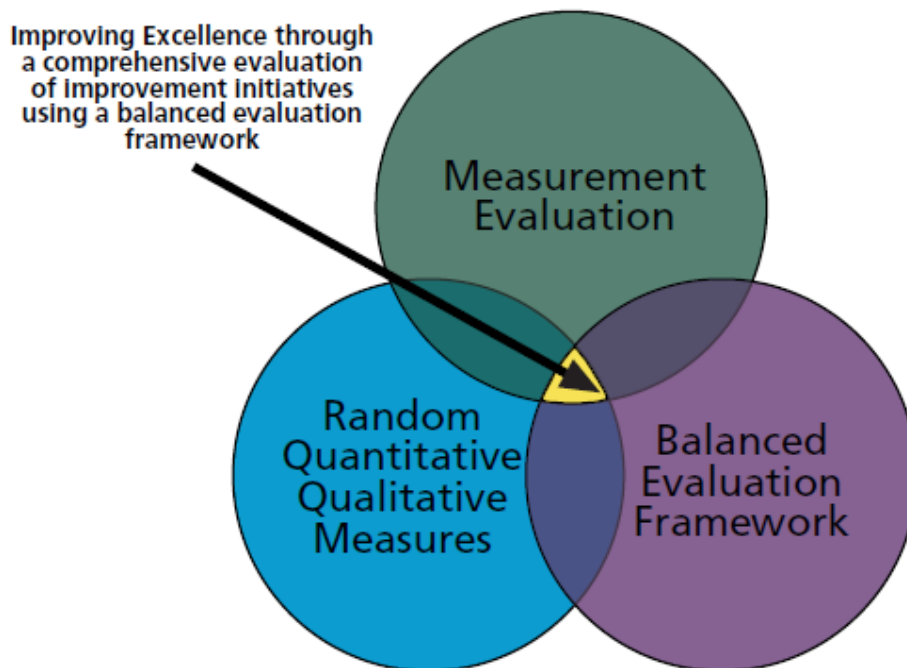 Improving Excellence through
a comprehensive evaluation
of improvement initiatives
using a balanced evaluation
framework
Measurement
Evaluation
Random
Quantitative
Qualitative
Measures
Balanced
Evaluation
Framework